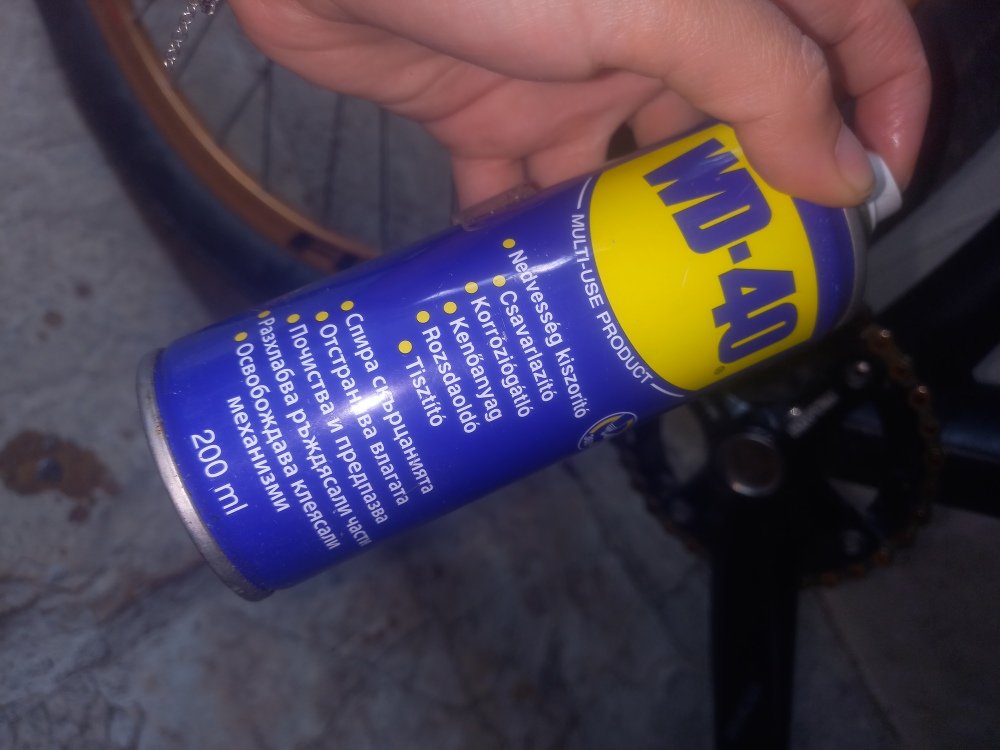 WD-40
MULTI-USE PRODUCT
Nedvesség kiszorító
Csavarlazító
Korróziógátló
Kenőanyag
Rozsdaoldó
Tisztító
Спира скърцанията
Отстранява влагата
Почиства и предпазва
Разхлабва ръждясали части
Освобождава клеясали
механизми
200 ml